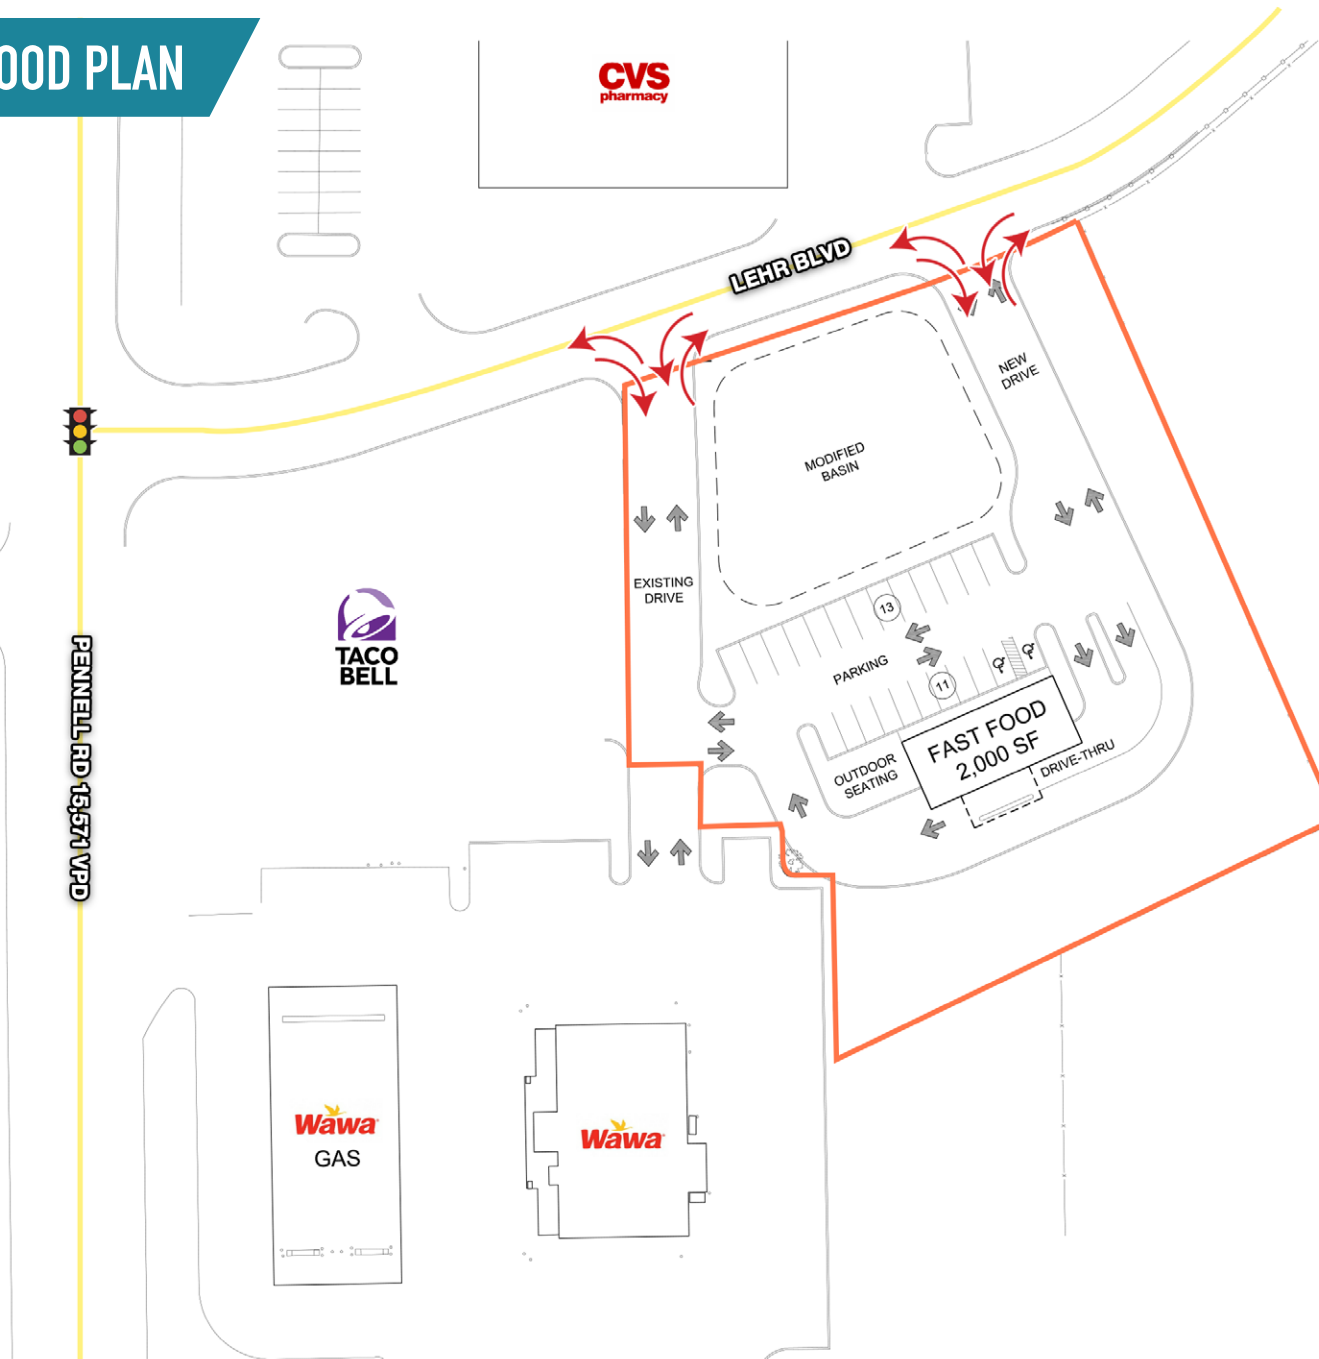 OOD PLAN
CVS
pharmacy
LEHR BLVD
NEW
DRIVE
MODIFIED
BASIN
EXISTING
DRIVE
13
PARKING
11
TACO
BELL
FAST FOOD
2,000 SF
OUTDOOR
SEATING
DRIVE-THRU
PENNELL RD 15,571 VPD
Wawa
GAS
Wawa